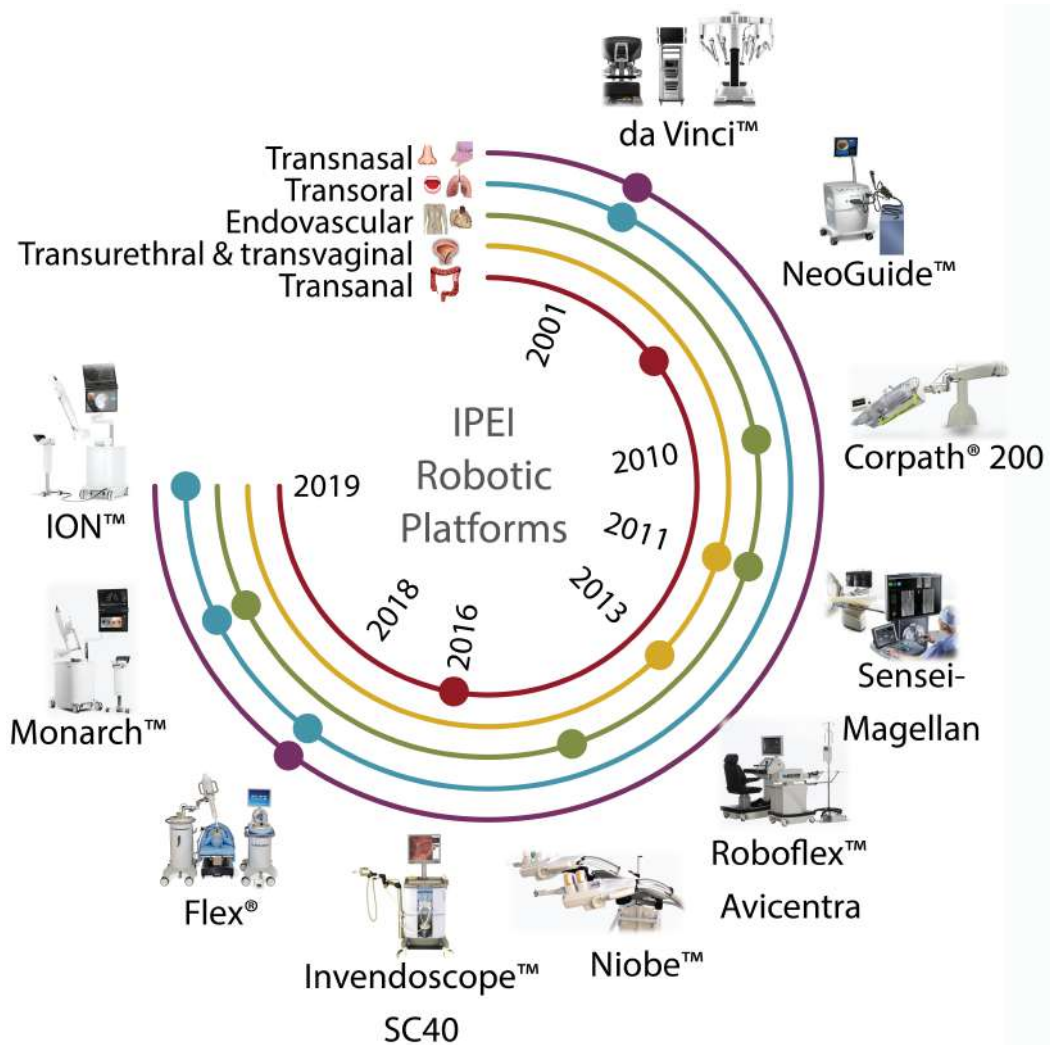 da Vinci™
Transnasal
Transoral
Endovascular
Transurethral & transvaginal
Transanal
NeoGuide™
2001
IPEI
Robotic
Platforms
2010
Corpath® 200
2019
2011
ION™
2013
2018
2016
Sensei-
Magellan
Monarch™
Roboflex™
Avicentra
Flex®
Niobe™
Invendoscope™
SC40